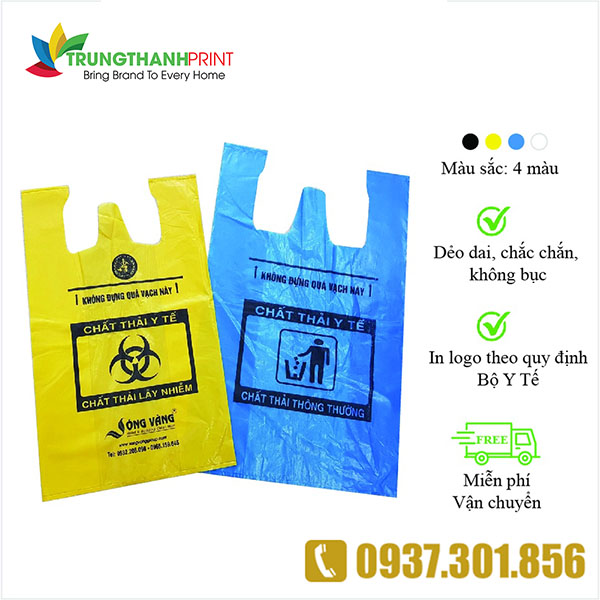 TRUNGTHANHPRINT
Bring Brand To Every Home
Màu sắc: 4 màu
Dẻo dai, chắc chắn,
không bục
In logo theo quy định
Bộ Y Tế
FREE
Miễn phí
Vận chuyển
KHÔNG ĐỰNG QUÁ VẠCH NÀY
CHẤT THẢI Y TẾ
CHẤT THẢI LÂY NHIỄM
SÓNG VÀNG
KHÔNG ĐỰNG QUÁ VẠCH NÀY
CHẤT THẢI Y TẾ
CHẤT THẢI THÔNG THƯỜNG
0937.301.856